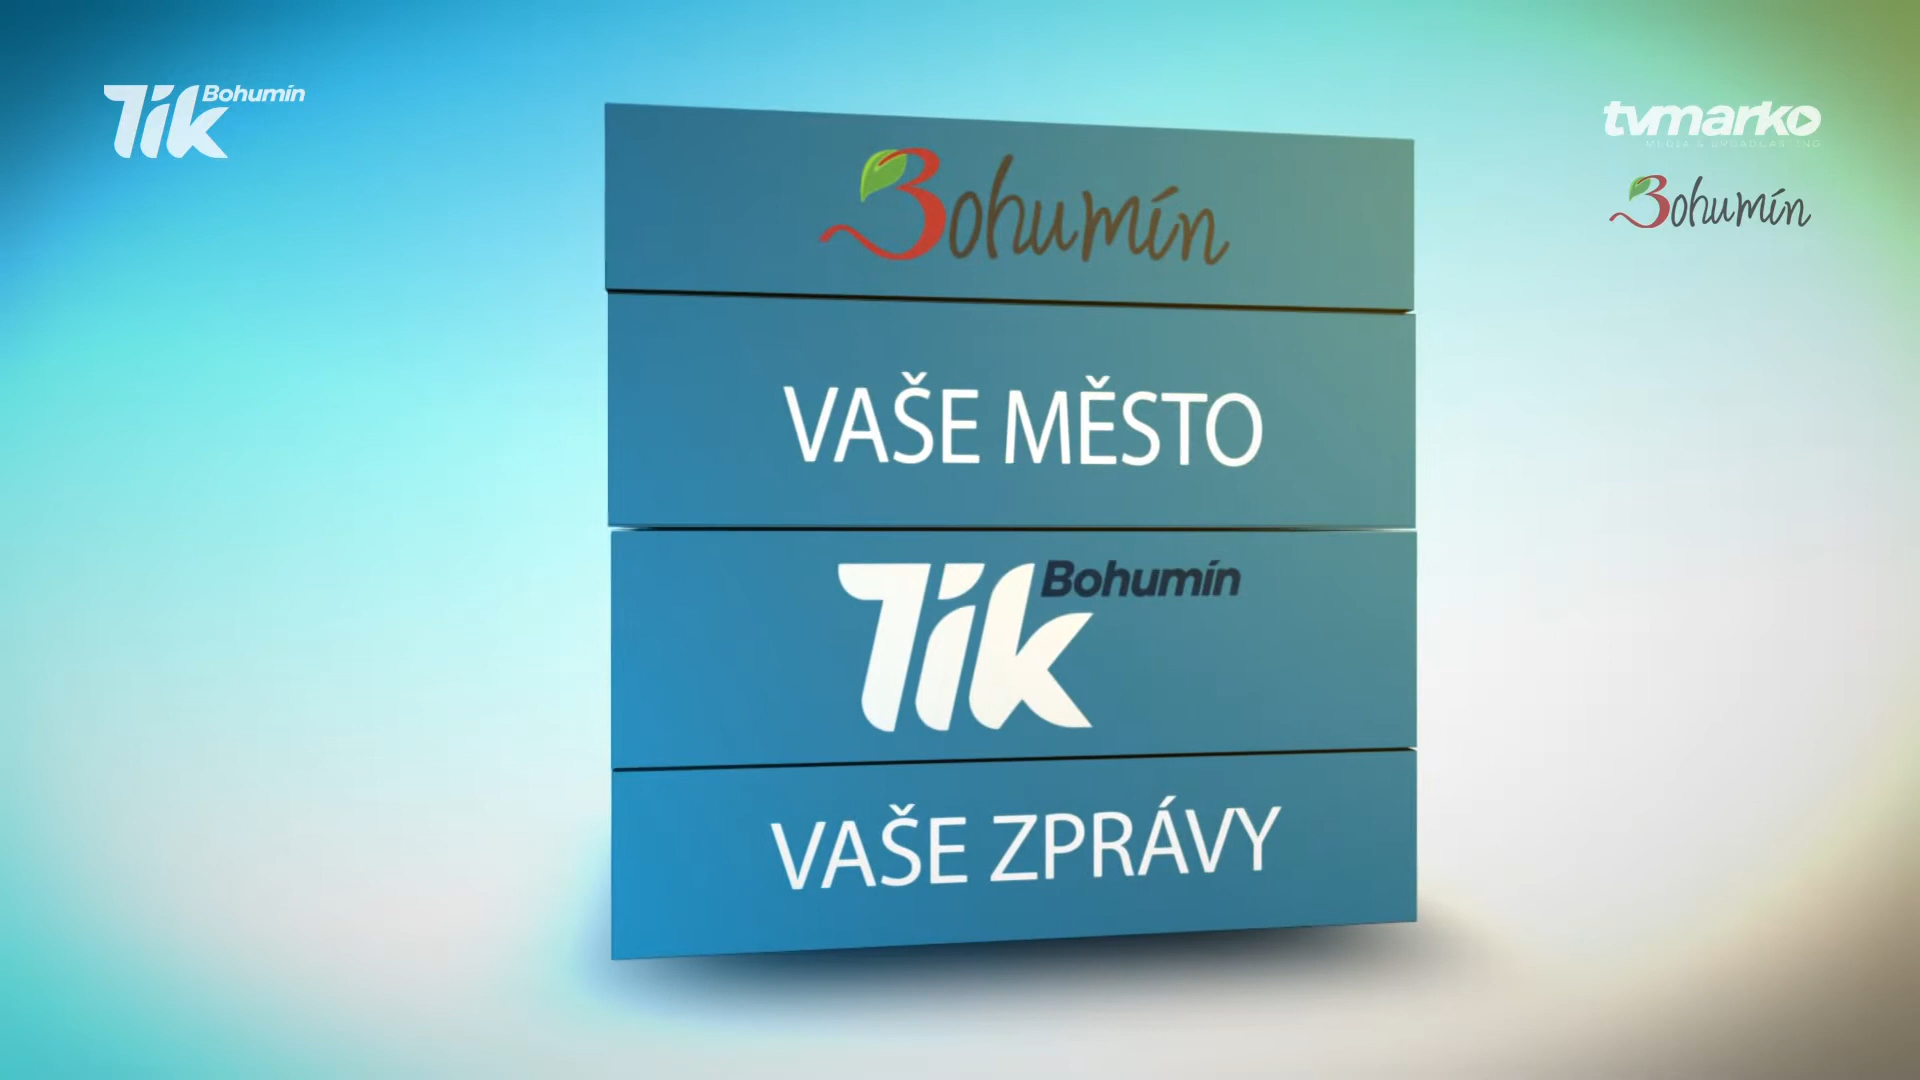 Tik Bohumín
tvmarko
MEDIA & BROADCASTING
Bohumín
Bohumín
VAŠE MĚSTO
Tik Bohumín
VAŠE ZPRÁVY